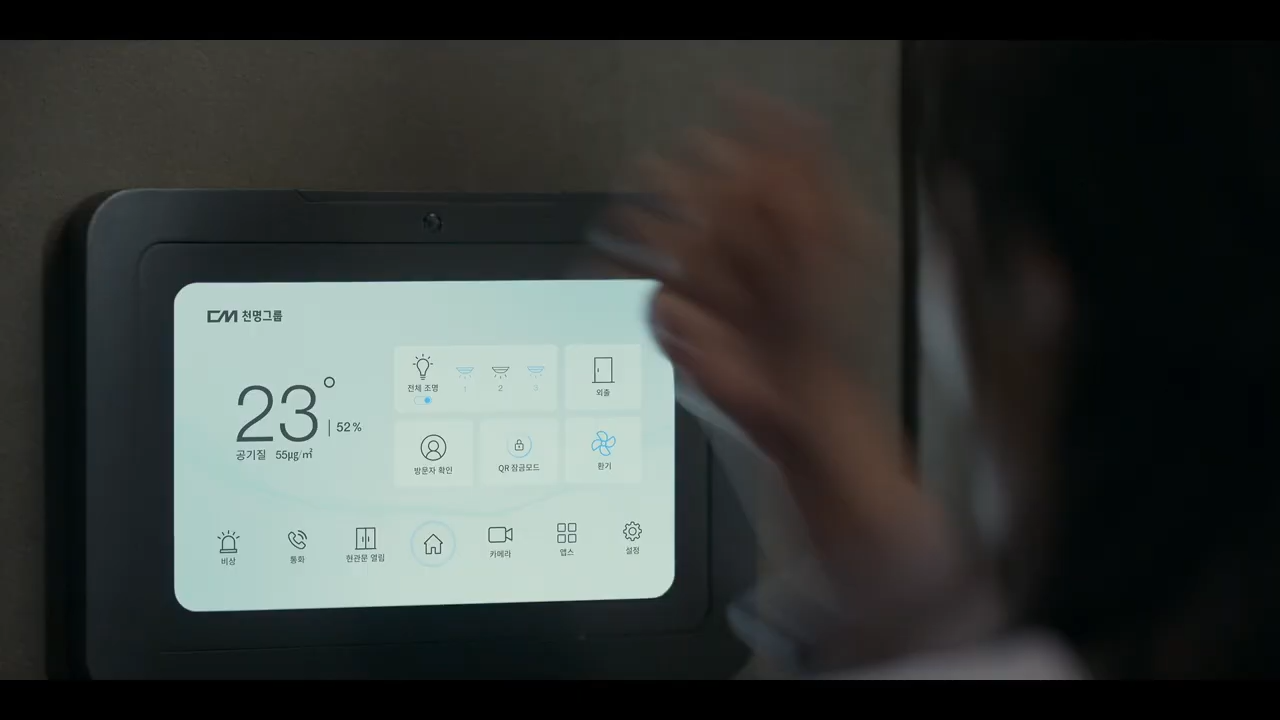 CM 천명그룹
23°
52%
공기질 55㎍/㎥
전체 조명
1
2
3
외출
방문자 확인
QR 잠금모드
환기
비상
통화
현관문 열림
카메라
앱스
설정